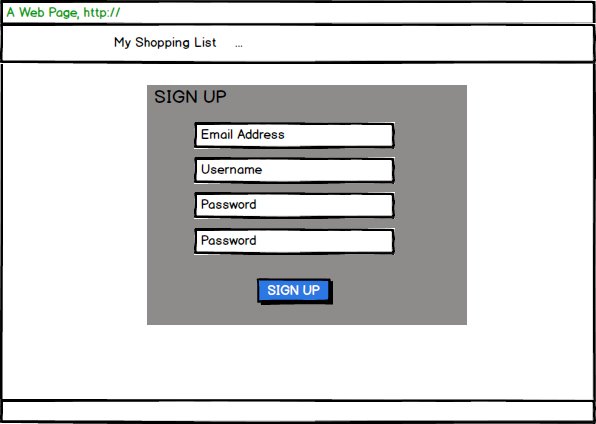 A Web Page, http://
My Shopping List ...
SIGN UP
Email Address
Username
Password
Password
SIGN UP